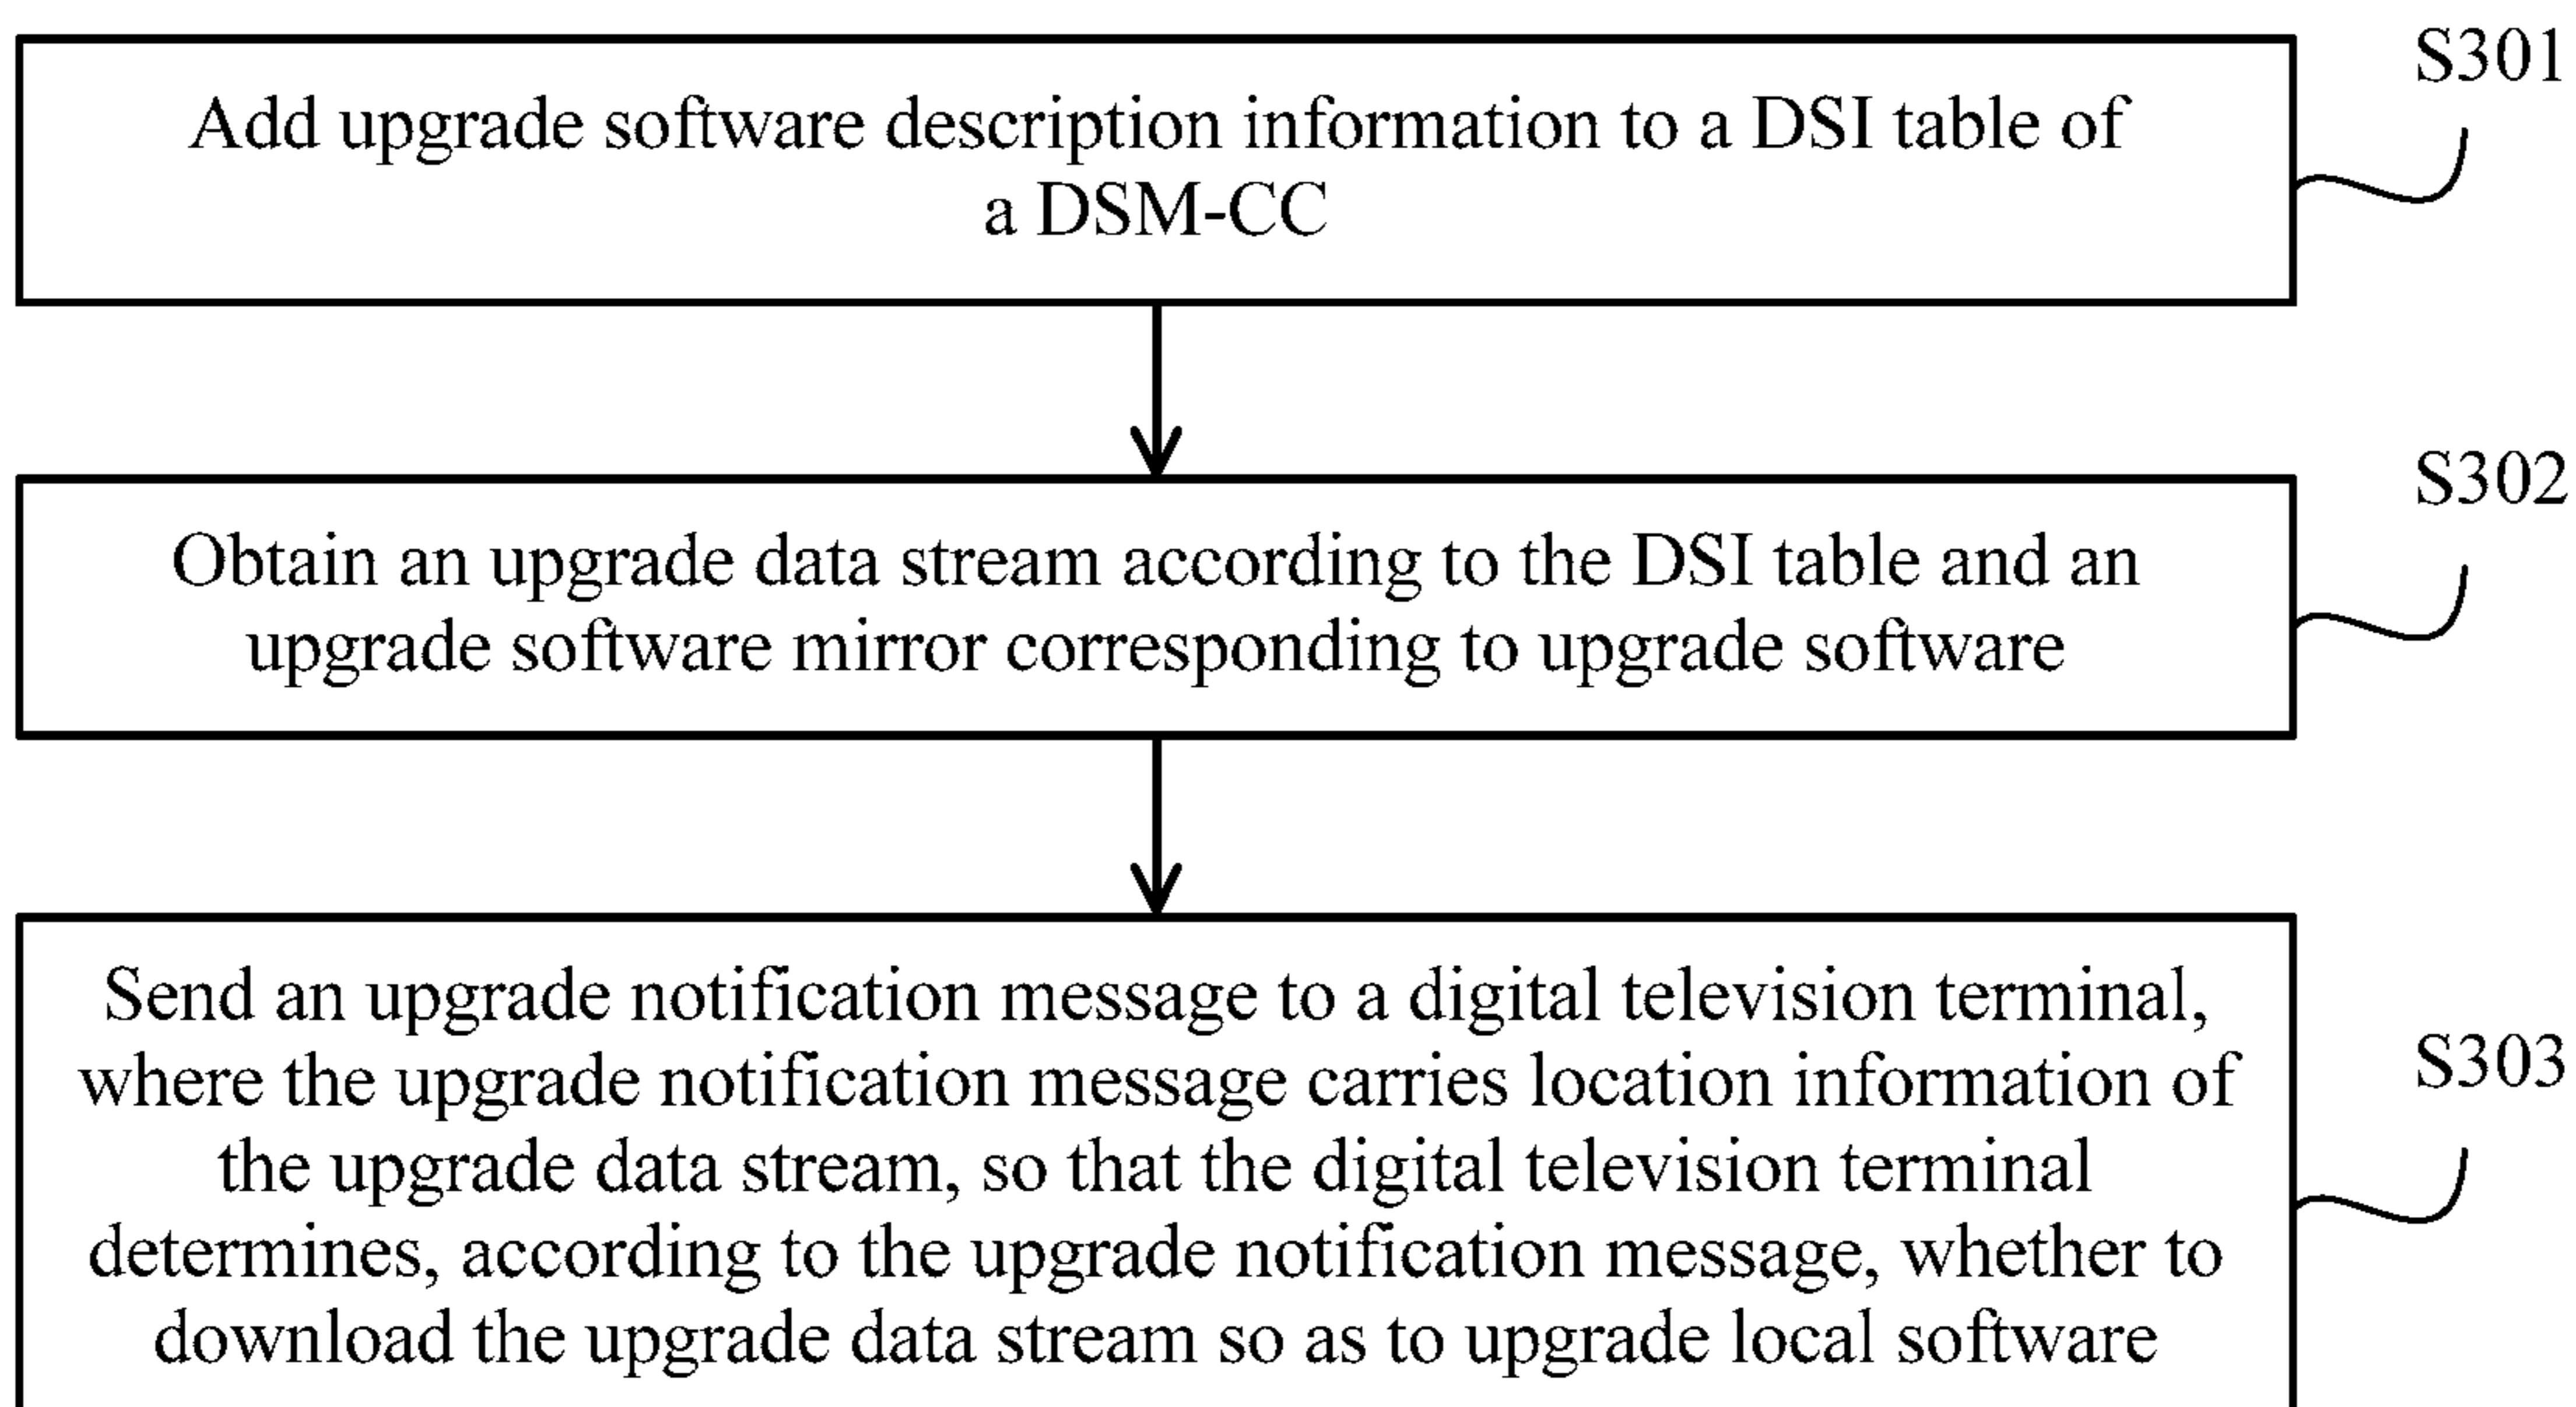 S301
Add upgrade software description information to a DSI table of
a DSM-CC
S302
Obtain an upgrade data stream according to the DSI table and an
upgrade software mirror corresponding to upgrade software
Send an upgrade notification message to a digital television terminal,
where the upgrade notification message carries location information of
S303
the upgrade data stream, so that the digital television terminal
determines, according to the upgrade notification message, whether to
download the upgrade data stream so as to upgrade local software